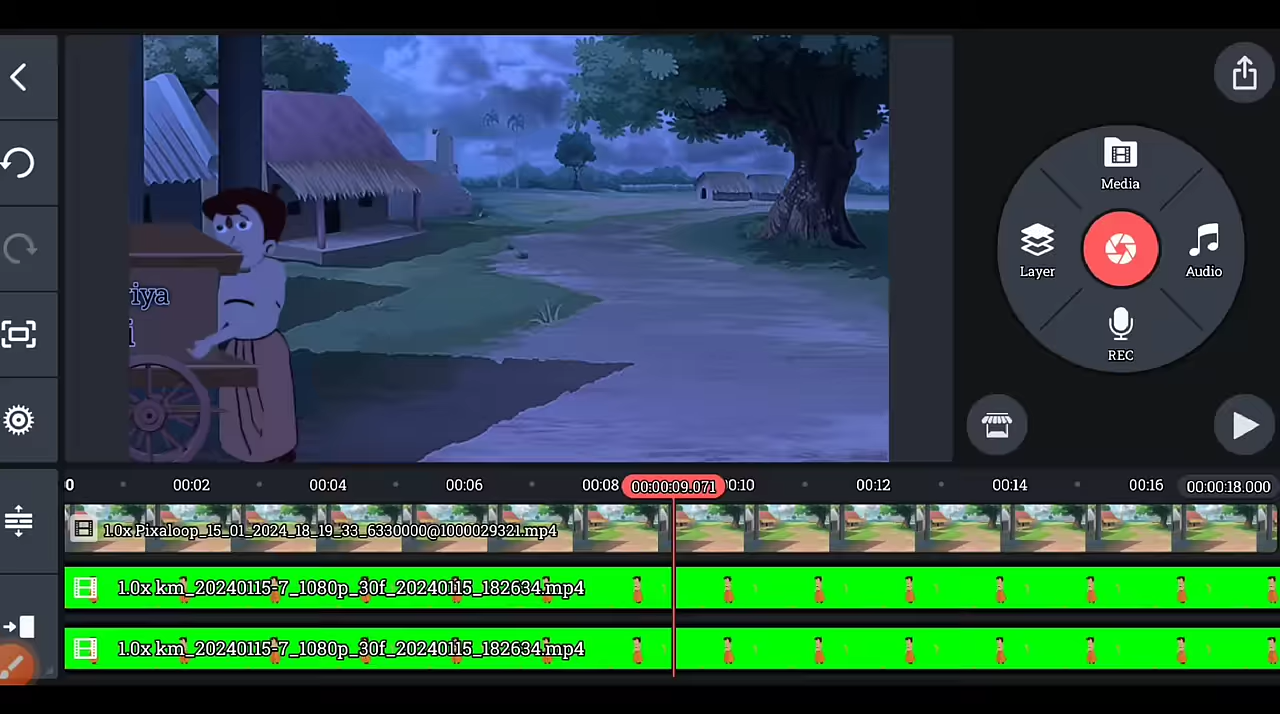 Media
Layer
Audio
REC
riya
i
0
00:02
00:04
00:06
00:08
00:00:09.071
0:10
00:12
00:14
00:16
00:00:18.000
1.0x Pixaloop_15_01_2024_18_19_33_6330000@1000029321.mp4
1.0x km_20240115-7_1080p_30f_20240115_182634.mp4
1.0x km_20240115-7_1080p_30f_20240115_182634.mp4